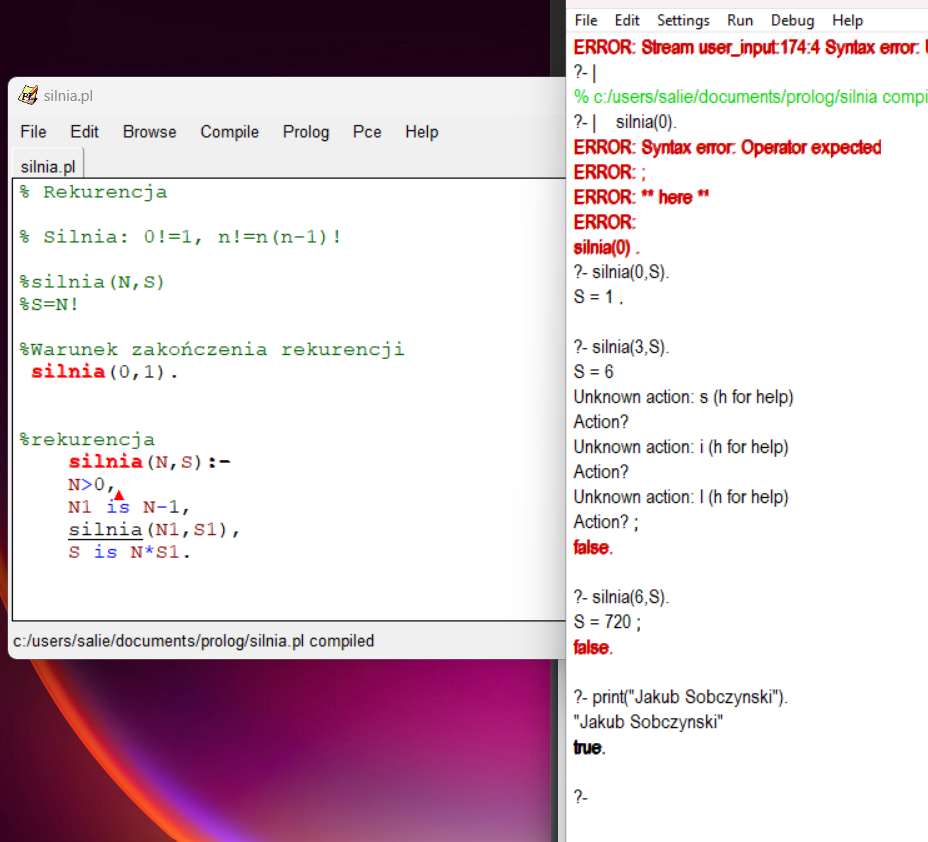 silnia.pl
File Edit Browse Compile Prolog Pce Help
silnia.pl
% Rekurencja
% Silnia: 0!=1, n!=n(n-1)!
%silnia(N,S)
%S=N!
%Warunek zakończenia rekurencji
silnia(0,1).
%rekurencja
silnia(N,S):-
N>0,
N1 is N-1,
silnia(N1,S1),
S is N*S1.
c:/users/salie/documents/prolog/silnia.pl compiled
File Edit Settings Run Debug Help
ERROR: Stream user_input:174:4 Syntax error:
?- |
% c:/users/salie/documents/prolog/silnia compi
?- | silnia(0).
ERROR: Syntax error: Operator expected
ERROR: ;
ERROR: ** here **
ERROR:
silnia(0) .
?- silnia(0,S).
S = 1 .
?- silnia(3,S).
S = 6
Unknown action: s (h for help)
Action?
Unknown action: i (h for help)
Action?
Unknown action: l (h for help)
Action? ;
false.
?- silnia(6,S).
S = 720 ;
false.
?- print("Jakub Sobczynski").
"Jakub Sobczynski"
true.
?-